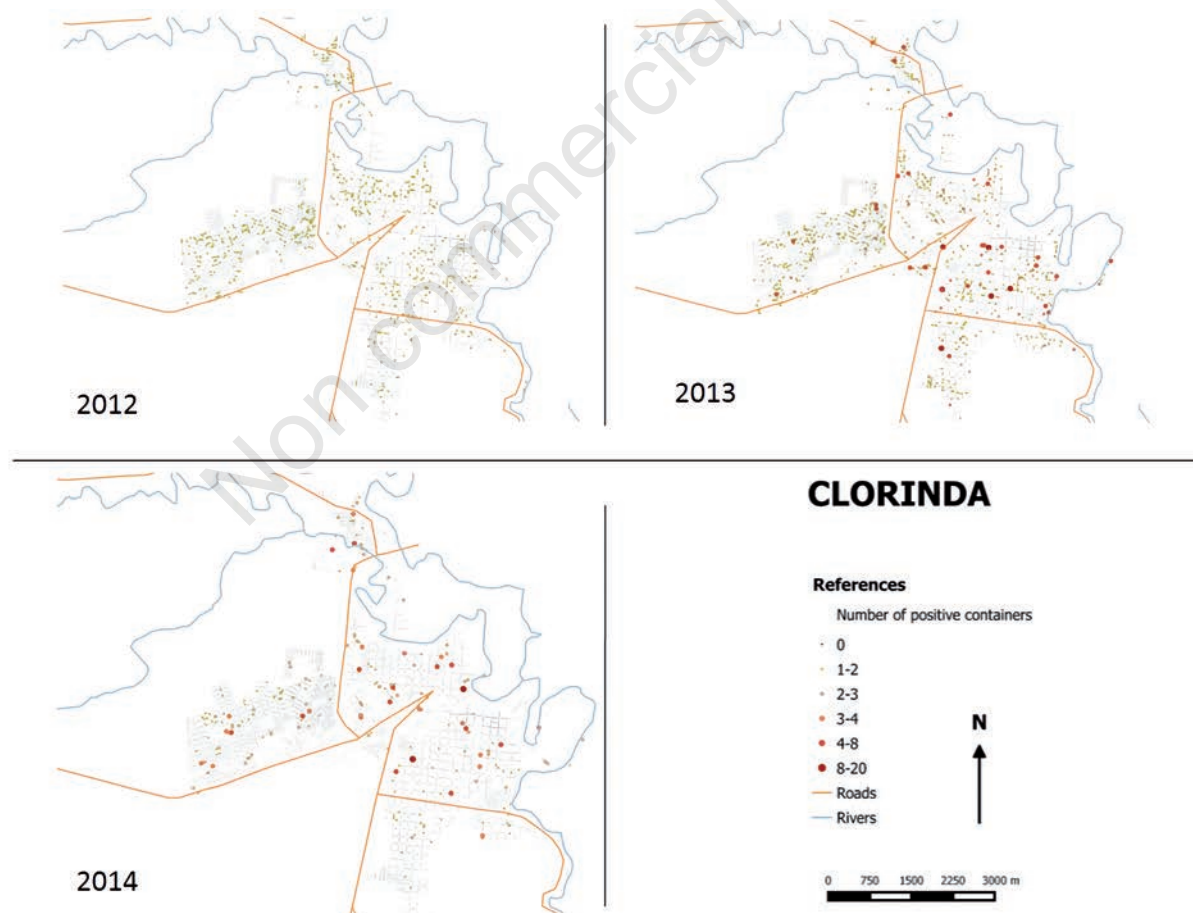 Non commercial
2012
2013
2014
CLORINDA
References
Number of positive containers
0
1-2
2-3
3-4
4-8
8-20
Roads
Rivers
N
0 750 1500 2250 3000 m